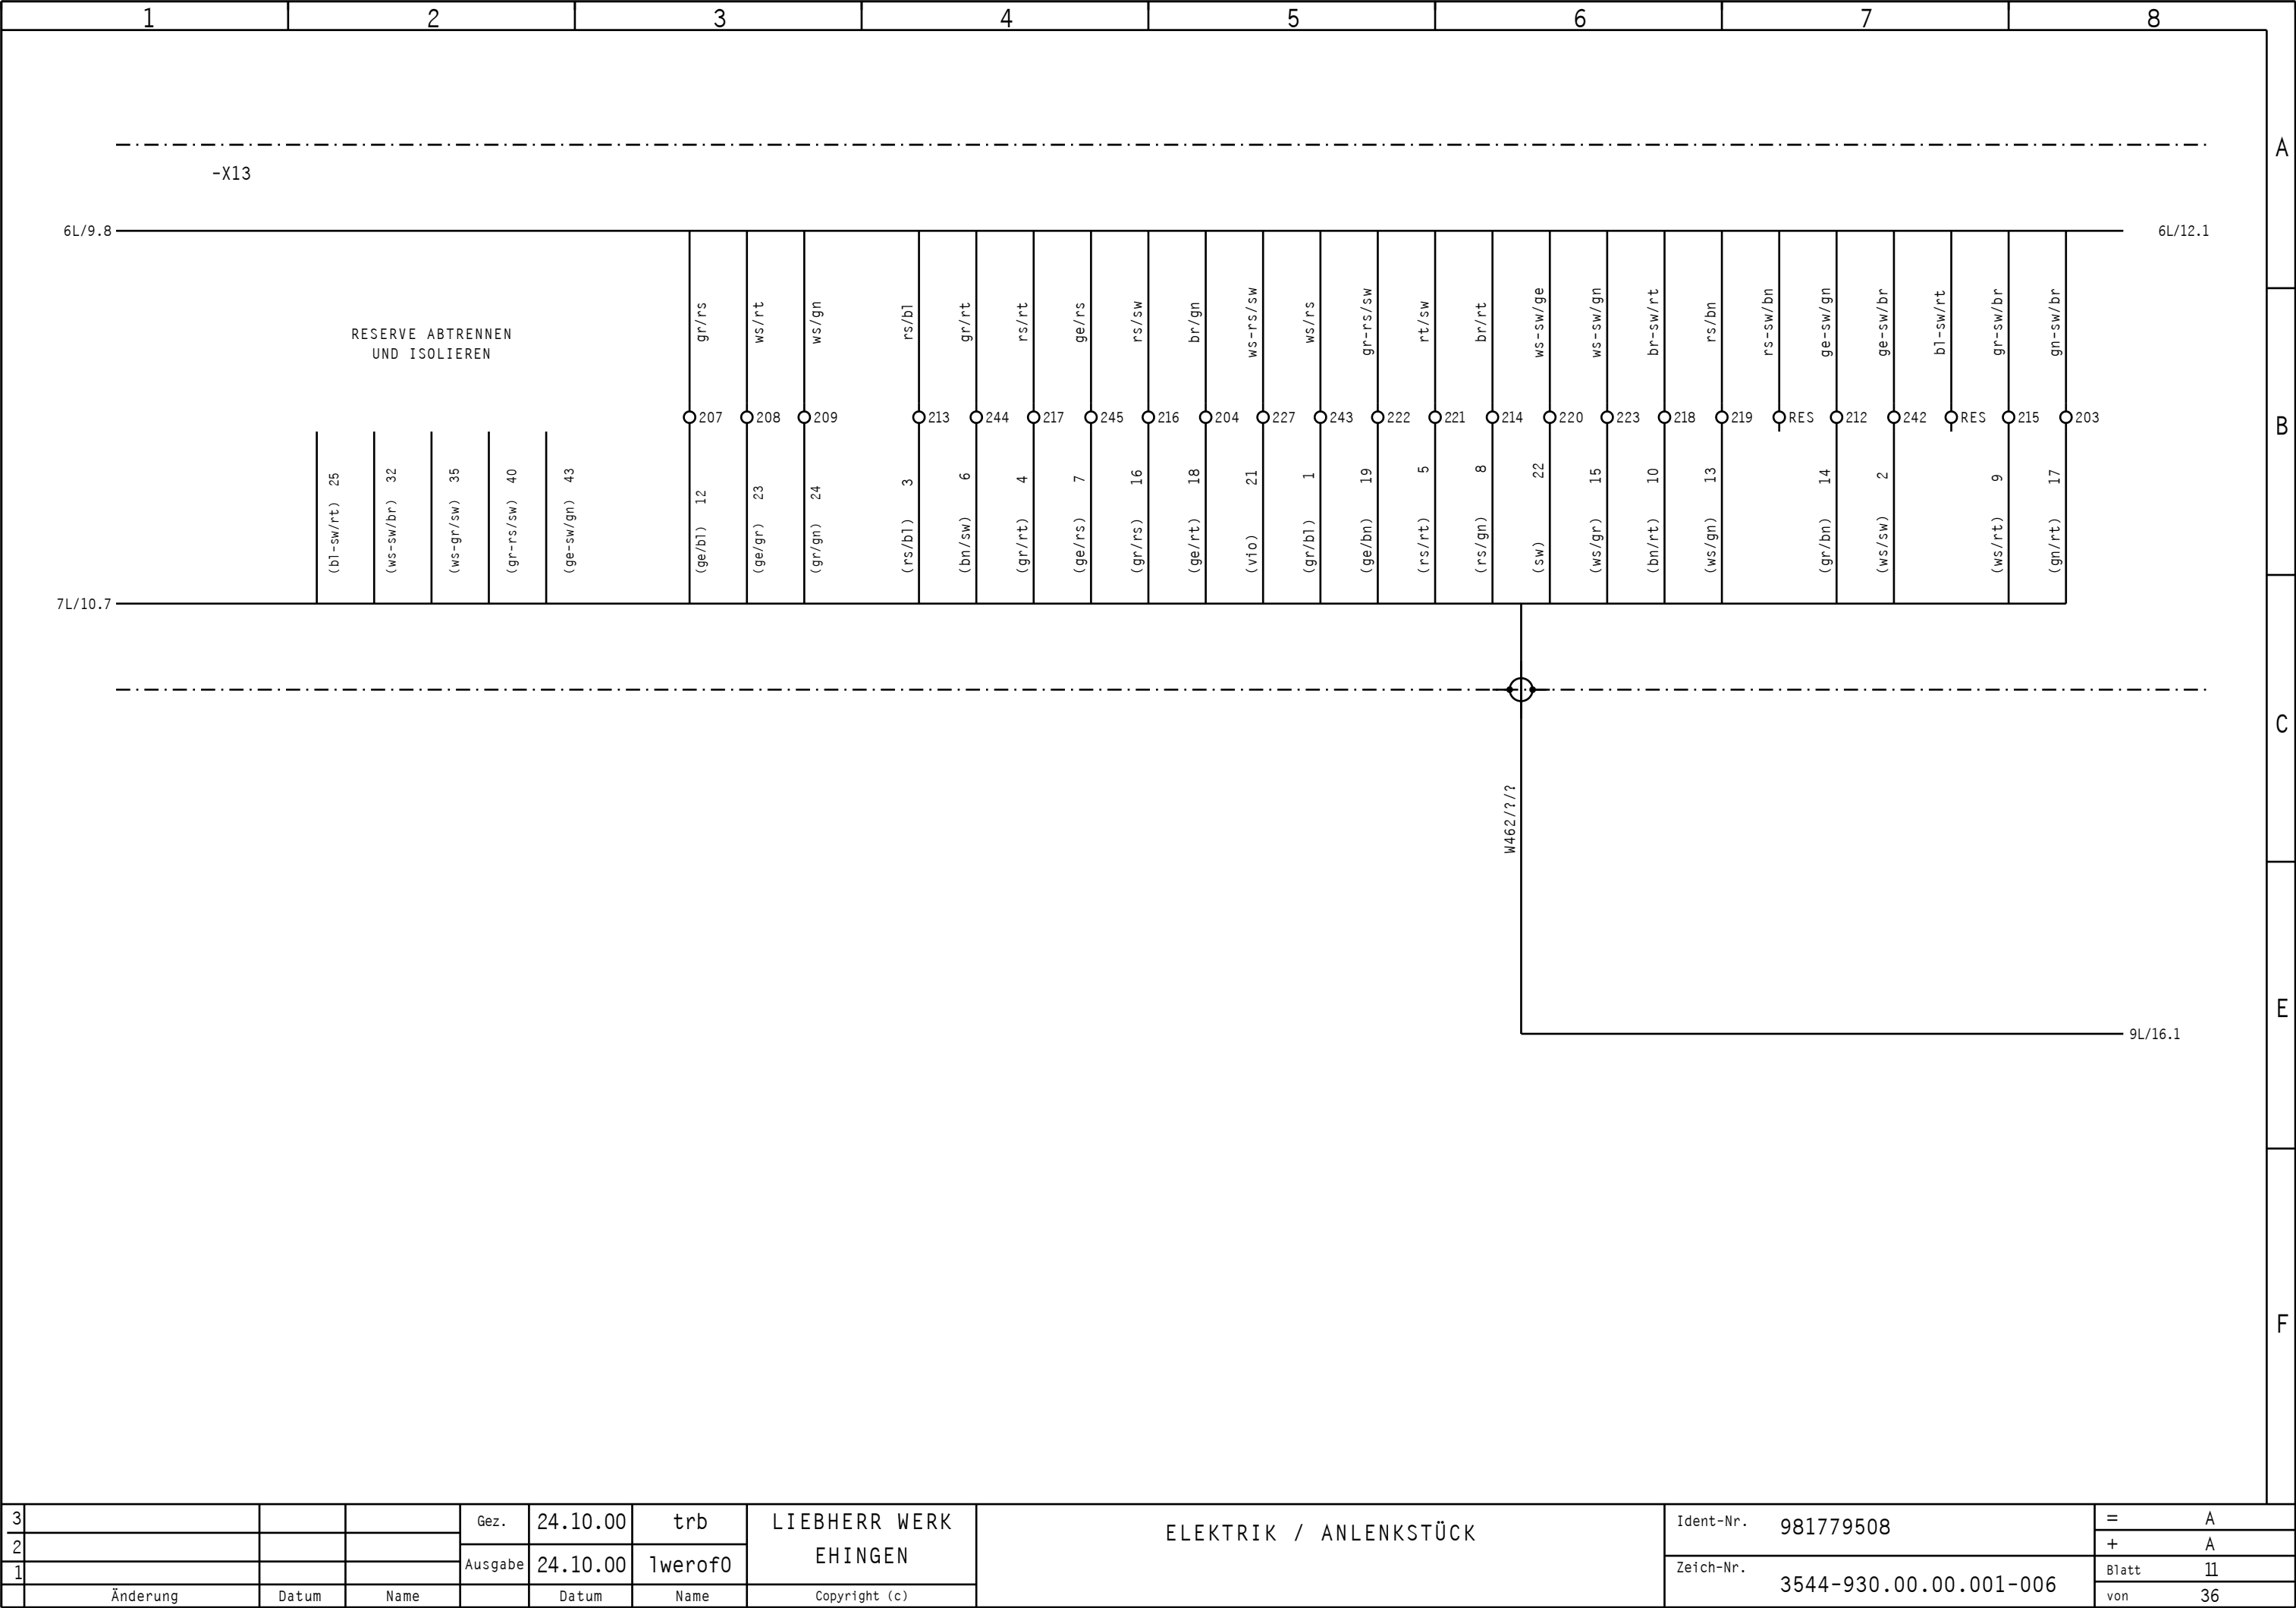 1 2 3 4 5 6 7 8
A
-X13
6L/9.8 6L/12.1
gr/rs ws/rt ws/gn rs/bl gr/rt rs/rt ge/rs rs/sw br/gn ws-rs/sw ws/rs gr-rs/sw rt/sw br/rt ws-sw/ge ws-sw/gn br-sw/rt rs/bn rs-sw/bn ge-sw/gn ge-sw/br bl-sw/rt gr-sw/br gn-sw/br
RESERVE ABTRENNEN
UND ISOLIEREN
207 208 209 213 244 217 245 216 204 227 243 222 221 214 220 223 218 219 RES 212 242 RES 215 203
B
(bl-sw/rt) 25
(ws-sw/br) 32
(ws-gr/sw) 35
(gr-rs/sw) 40
(ge-sw/gn) 43
(ge/bl) 12
(ge/gr) 23
(gr/gn) 24
(rs/bl) 3
(bn/sw) 6
(gr/rt) 4
(ge/rs) 7
(gr/rs) 16
(ge/rt) 18
(vio) 21
(gr/bl) 1
(ge/bn) 19
(rs/rt) 5
(rs/gn) 8
(sw) 22
(ws/gr) 15
(bn/rt) 10
(ws/gn) 13
(gr/bn) 14
(ws/sw) 2
(ws/rt) 9
(gn/rt) 17
7L/10.7
C
W462/?/?
E
9L/16.1
F
3
2
1
Änderung Datum Name
Gez. 24.10.00 trb
Ausgabe 24.10.00 lwerof0
Datum Name
LIEBHERR WERK
EHINGEN
Copyright (c)
ELEKTRIK / ANLENKSTÜCK
Ident-Nr. 981779508
Zeich-Nr. 3544-930.00.00.001-006
= A
+ A
Blatt 11
von 36